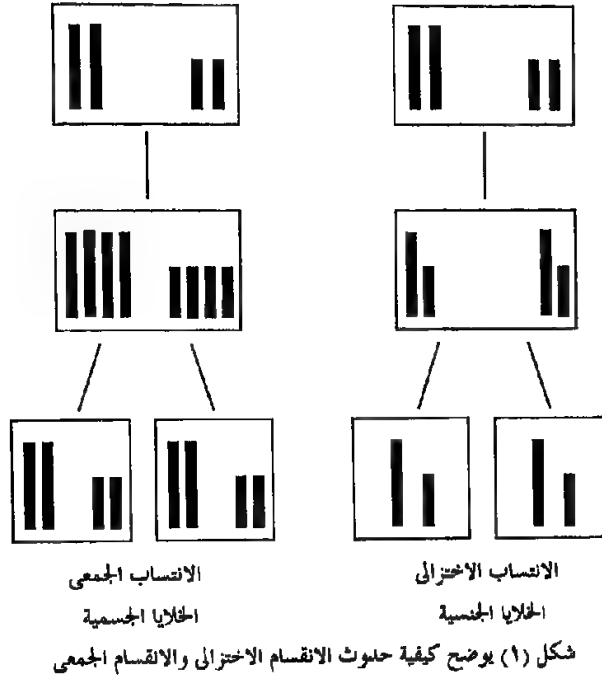 الانتساب الاختزالى
الخلايا الجنسية
الانتساب الجمعى
الخلايا الجسمية
شكل (١) يوضح كيفية حدوث الانقسام الاختزالى والانقسام الجمعى